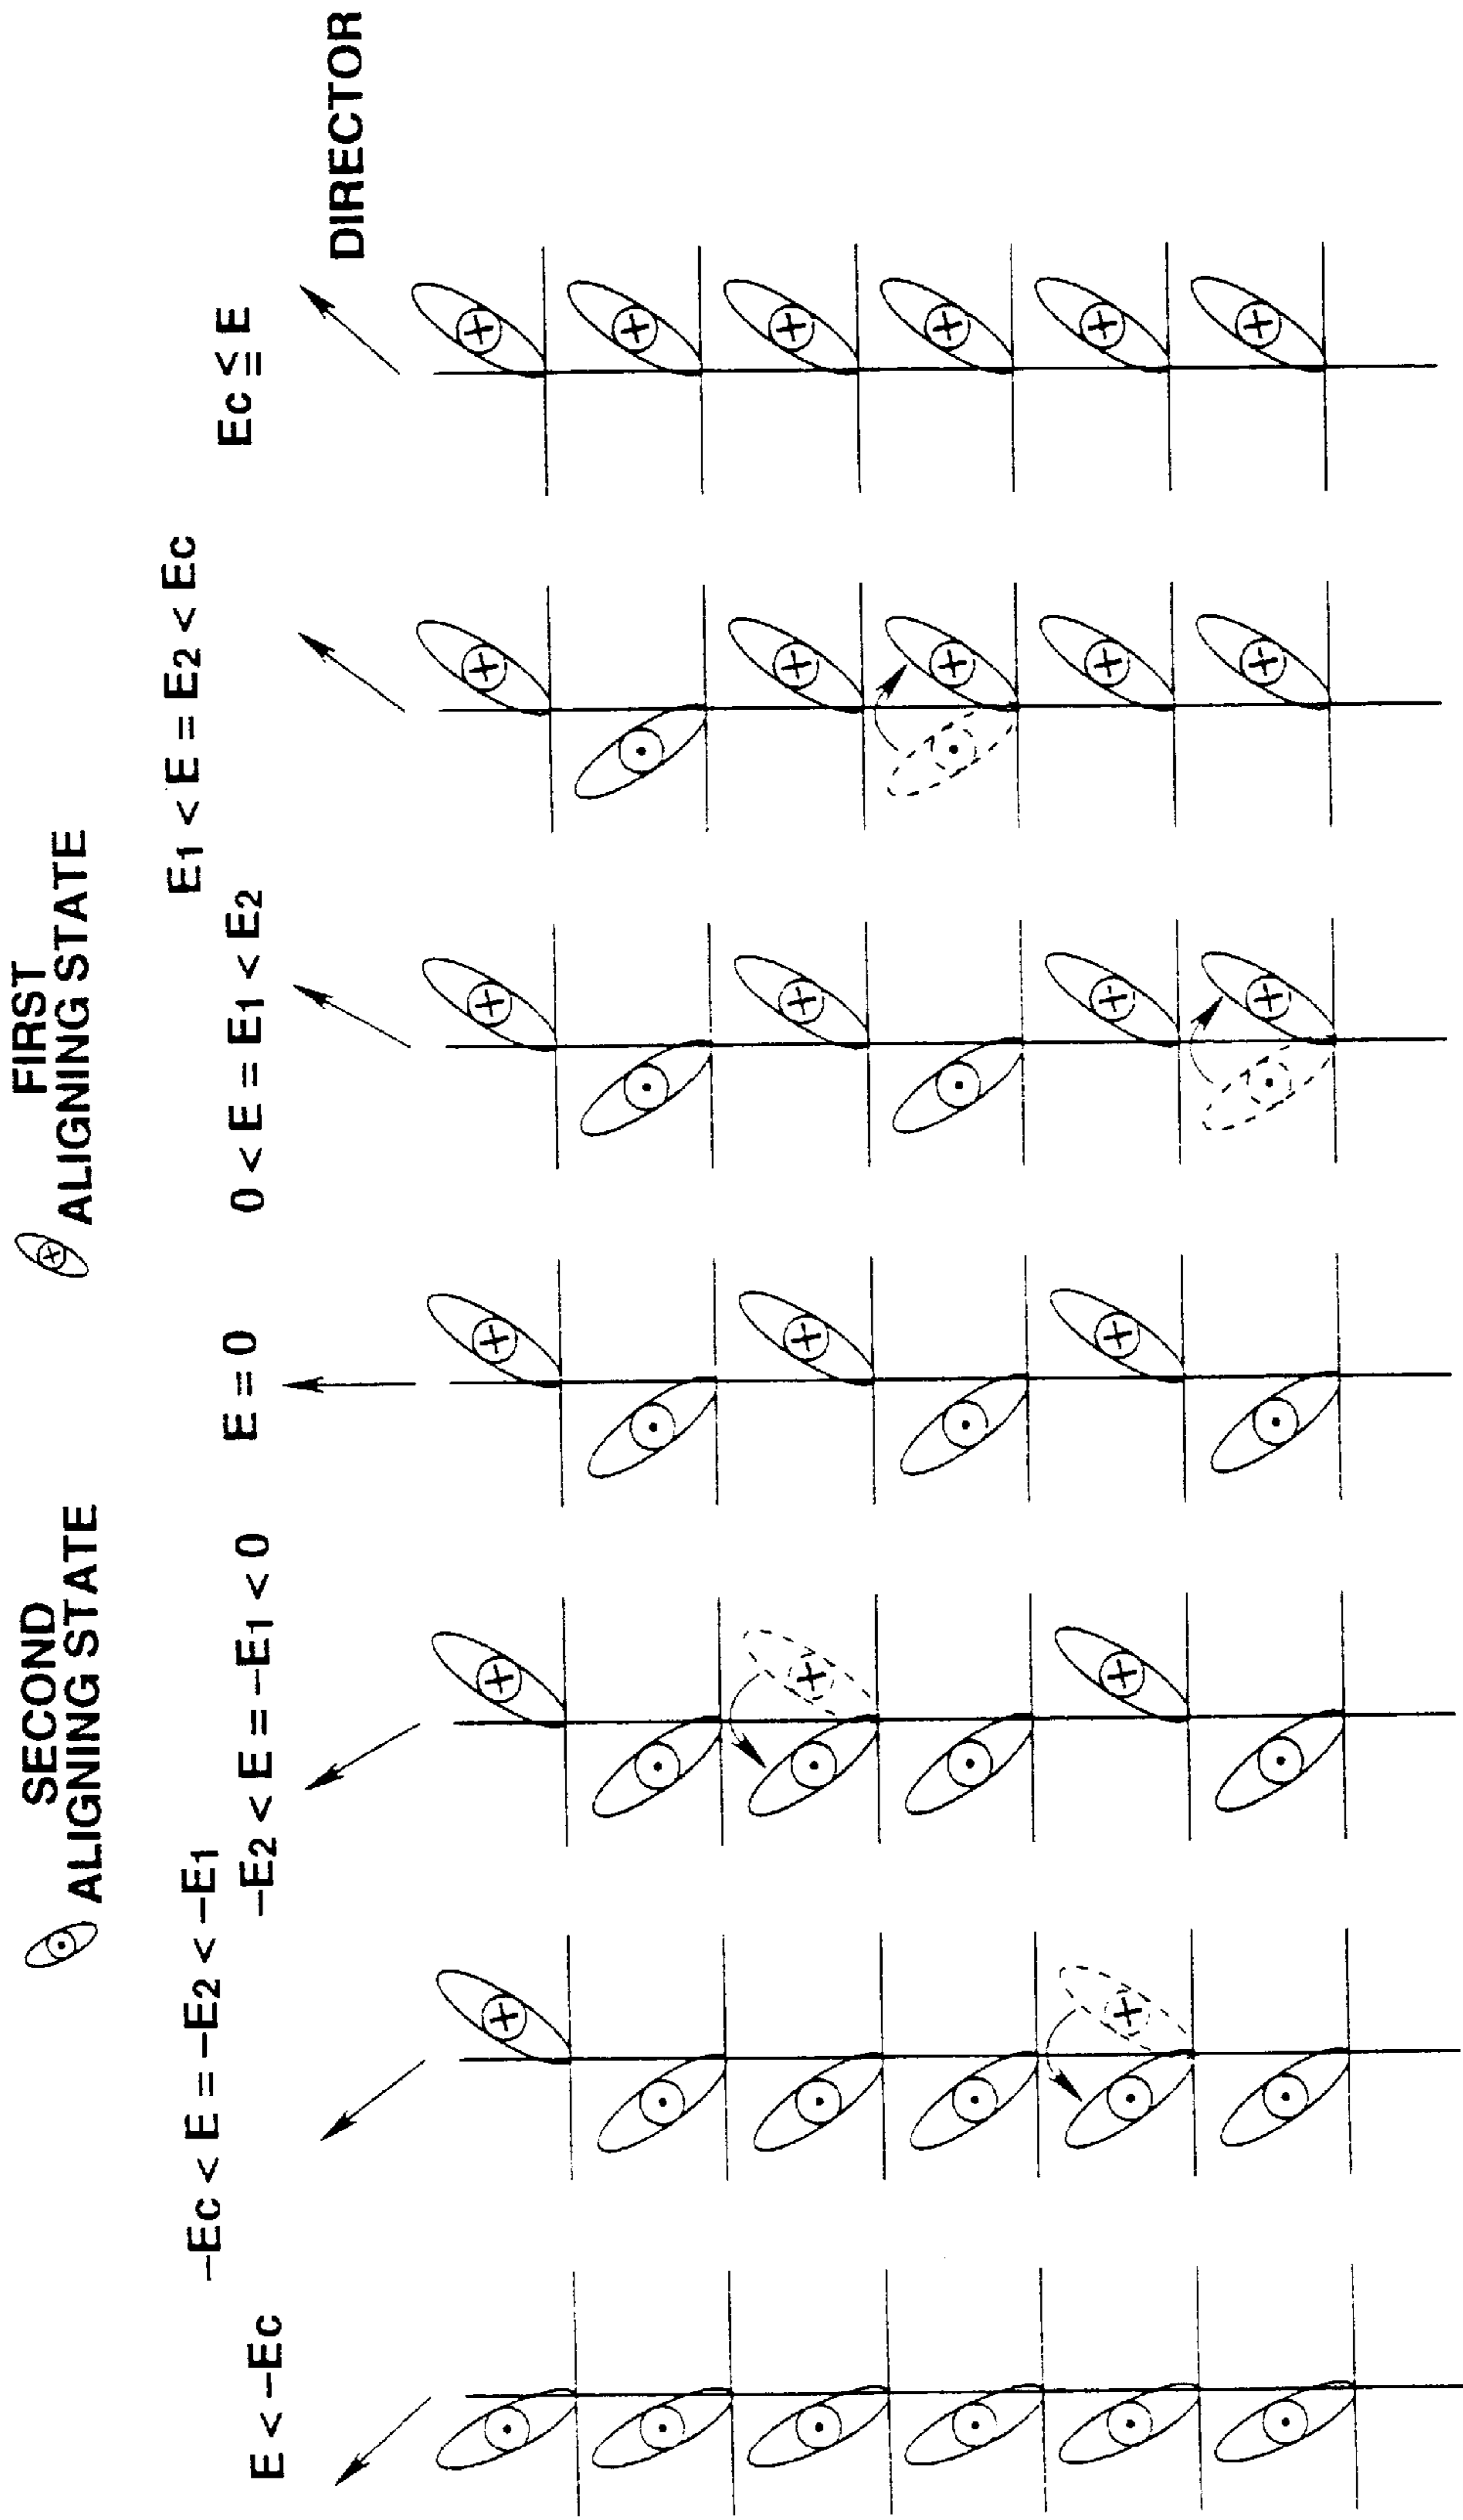 SECOND
ALIGNING STATE
FIRST
ALIGNING STATE
E < -Ec
-Ec < E = -E2 < -E1
-E2 < E = -E1 < 0
E = 0
0 < E = E1 < E2
E1 < E = E2 < Ec
Ec ≦ E
DIRECTOR